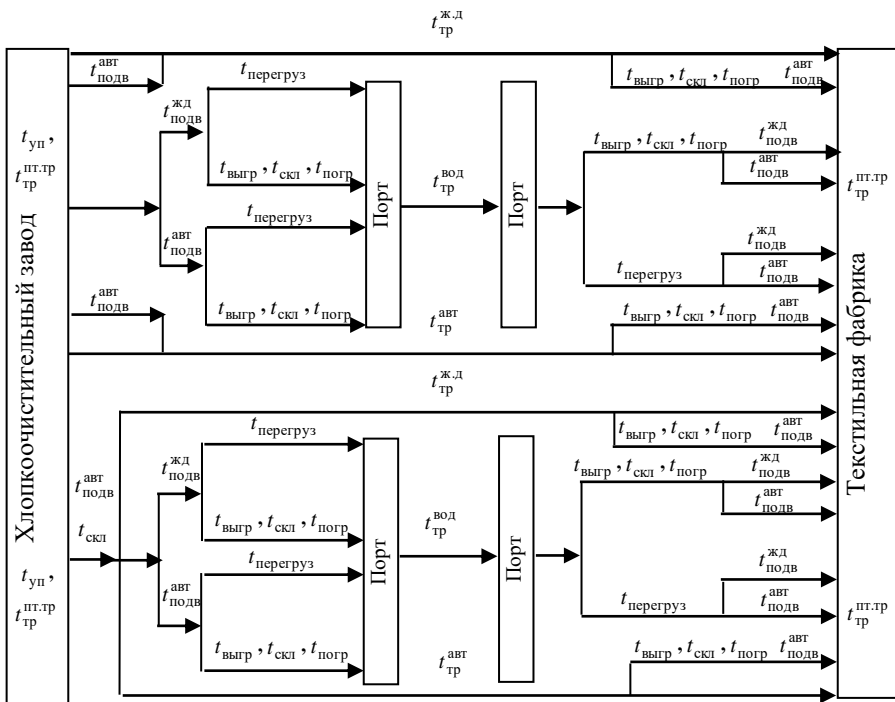 t_тр^ж.д
t_подв^авт
t_перегруз
t_выгр , t_скл , t_погр t_подв^авт
t_уп ,
t_тр^пт.тр
t_подв^жд
t_выгр , t_скл , t_погр t_подв^жд
t_подв^авт
t_выгр , t_скл , t_погр
Порт
t_тр^вод
Порт
t_тр^пт.тр
t_перегруз
t_подв^авт
t_подв^жд
t_перегруз t_подв^авт
t_подв^авт
t_выгр , t_скл , t_погр
t_тр^авт
t_выгр , t_скл , t_погр t_подв^авт
Хлопкоочистительный завод
Текстильная фабрика
t_тр^ж.д
t_перегруз
t_выгр , t_скл , t_погр t_подв^авт
t_подв^жд
t_выгр , t_скл , t_погр t_подв^жд
t_подв^авт
t_подв^авт
t_скл
t_выгр , t_скл , t_погр
Порт
t_тр^вод
Порт
t_уп ,
t_тр^пт.тр
t_перегруз
t_подв^авт
t_подв^жд
t_перегруз t_подв^авт
t_тр^пт.тр
t_выгр , t_скл , t_погр
t_тр^авт
t_выгр , t_скл , t_погр t_подв^авт